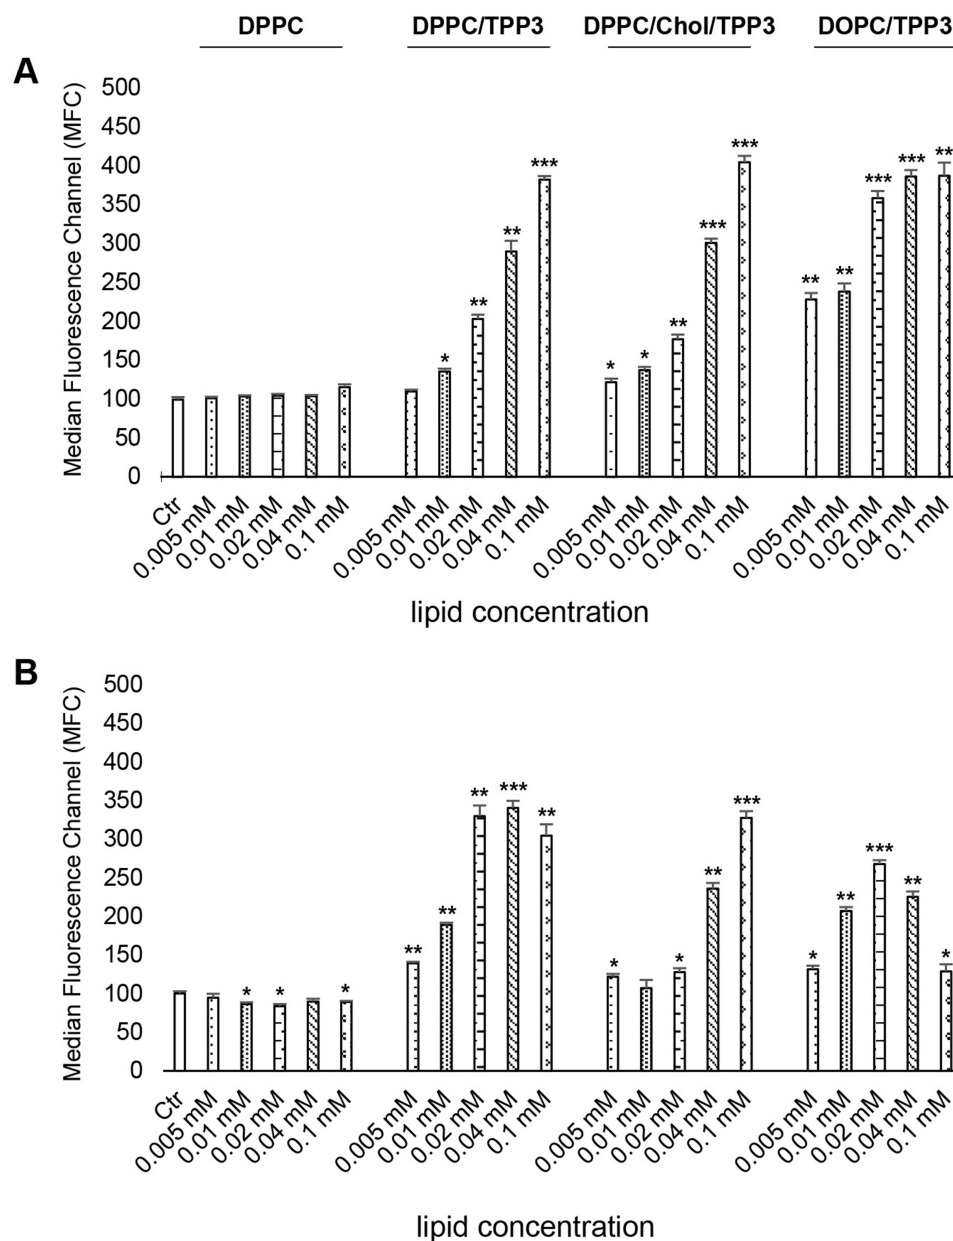 DPPC DPPC/TPP3 DPPC/Chol/TPP3 DOPC/TPP3
A
Median Fluorescence Channel (MFC)
500
450
400
350
300
250
200
150
100
50
0
* ** ** *** * * ** *** *** ** ** *** *** **
Ctr 0.005 mM 0.01 mM 0.02 mM 0.04 mM 0.1 mM 0.005 mM 0.01 mM 0.02 mM 0.04 mM 0.1 mM 0.005 mM 0.01 mM 0.02 mM 0.04 mM 0.1 mM 0.005 mM 0.01 mM 0.02 mM 0.04 mM 0.1 mM
lipid concentration
B
Median Fluorescence Channel (MFC)
500
450
400
350
300
250
200
150
100
50
0
* * * ** ** ** *** ** * * ** *** * ** *** ** *
Ctr 0.005 mM 0.01 mM 0.02 mM 0.04 mM 0.1 mM 0.005 mM 0.01 mM 0.02 mM 0.04 mM 0.1 mM 0.005 mM 0.01 mM 0.02 mM 0.04 mM 0.1 mM 0.005 mM 0.01 mM 0.02 mM 0.04 mM 0.1 mM
lipid concentration